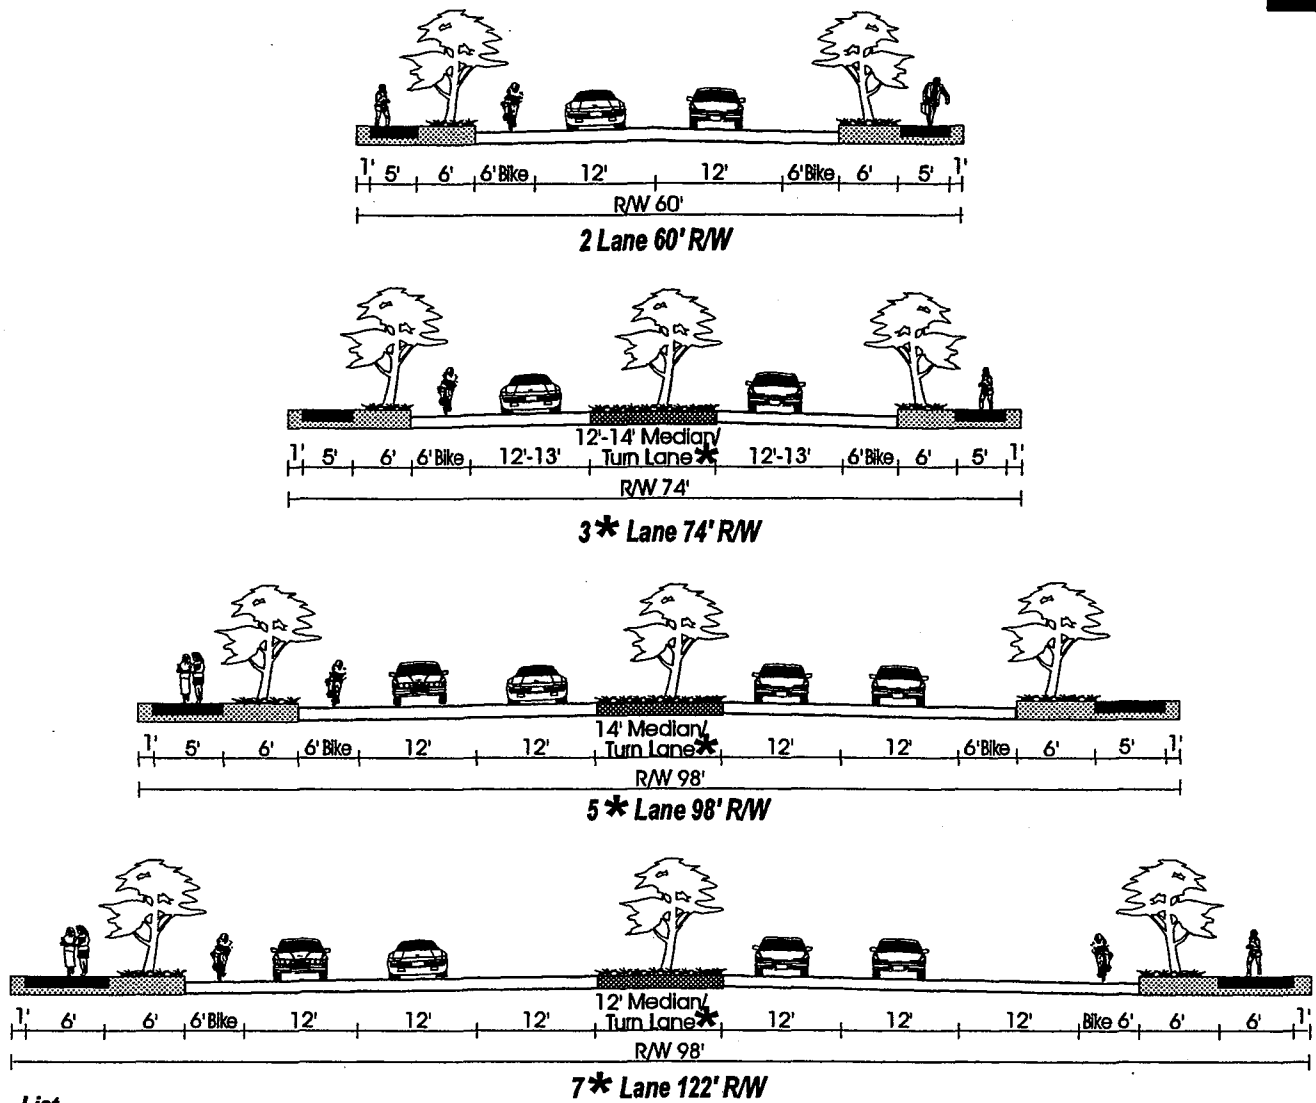 1' 5' 6' 6' Bike 12' 12' 6' Bike 6' 5' 1'
R/W 60'
2 Lane 60' R/W
12'-14' Median/
1' 5' 6' 6' Bike 12'-13' Turn Lane* 12'-13' 6' Bike 6' 5' 1'
R/W 74'
3* Lane 74' R/W
14' Median/
1' 5' 6' 6' Bike 12' 12' Turn Lane* 12' 12' 6' Bike 6' 5' 1'
R/W 98'
5* Lane 98' R/W
12' Median/
1' 6' 6' 6' Bike 12' 12' 12' Turn Lane* 12' 12' 12' Bike 6' 6' 6' 1'
R/W 98'
7* Lane 122' R/W